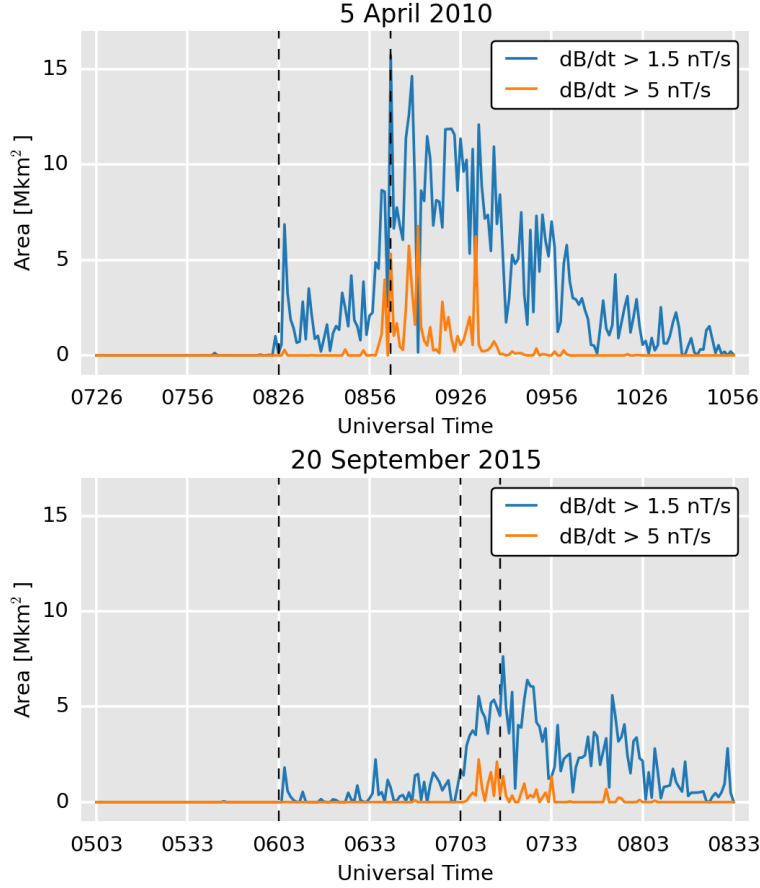 5 April 2010
dB/dt > 1.5 nT/s
dB/dt > 5 nT/s
15
10
5
0
Area [Mkm² ]
0726 0756 0826 0856 0926 0956 1026 1056
Universal Time
20 September 2015
dB/dt > 1.5 nT/s
dB/dt > 5 nT/s
15
10
5
0
Area [Mkm² ]
0503 0533 0603 0633 0703 0733 0803 0833
Universal Time